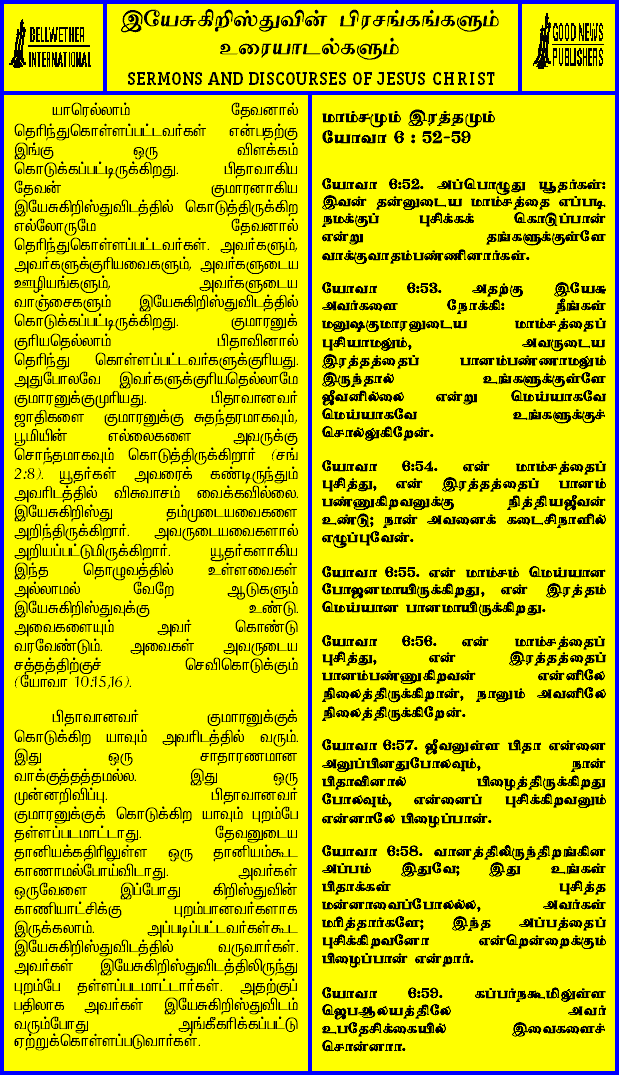 BELLWETHER
INTERNATIONAL
இயேசுகிறிஸ்துவின் பிரசங்கங்களும்
உரையாடல்களும்
SERMONS AND DISCOURSES OF JESUS CHRIST
GOOD NEWS
PUBLISHERS
யாரெல்லாம் தேவனால்
தெரிந்துகொள்ளப்பட்டவர்கள் என்பதற்கு
இங்கு ஒரு விளக்கம்
கொடுக்கப்பட்டிருக்கிறது. பிதாவாகிய
தேவன் குமாரனாகிய
இயேசுகிறிஸ்துவிடத்தில் கொடுத்திருக்கிற
எல்லோருமே தேவனால்
தெரிந்துகொள்ளப்பட்டவர்கள். அவர்களும்,
அவர்களுக்குரியவைகளும், அவர்களுடைய
ஊழியங்களும், அவர்களுடைய
வாஞ்சைகளும் இயேசுகிறிஸ்துவிடத்தில்
கொடுக்கப்பட்டிருக்கிறது. குமாரனுக்
குரியதெல்லாம் பிதாவினால்
தெரிந்து கொள்ளப்பட்டவர்களுக்குரியது.
அதுபோலவே இவர்களுக்குரியதெல்லாமே
குமாரனுக்குமுரியது. பிதாவானவர்
ஜாதிகளை குமாரனுக்கு சுதந்தரமாகவும்,
பூமியின் எல்லைகளை அவருக்கு
சொந்தமாகவும் கொடுத்திருக்கிறார் (சங்
2:8). யூதர்கள் அவரைக் கண்டிருந்தும்
அவரிடத்தில் விசுவாசம் வைக்கவில்லை.
இயேசுகிறிஸ்து தம்முடையவைகளை
அறிந்திருக்கிறார். அவருடையவைகளால்
அறியப்பட்டுமிருக்கிறார். யூதர்களாகிய
இந்த தொழுவத்தில் உள்ளவைகள்
அல்லாமல் வேறே ஆடுகளும்
இயேசுகிறிஸ்துவுக்கு உண்டு.
அவைகளையும் அவர் கொண்டு
வரவேண்டும். அவைகள் அவருடைய
சத்தத்திற்குச் செவிகொடுக்கும்
(யோவா 10:15,16).
பிதாவானவர் குமாரனுக்குக்
கொடுக்கிற யாவும் அவரிடத்தில் வரும்.
இது ஒரு சாதாரணமான
வாக்குத்தத்தமல்ல. இது ஒரு
முன்னறிவிப்பு. பிதாவானவர்
குமாரனுக்குக் கொடுக்கிற யாவும் புறம்பே
தள்ளப்படமாட்டாது. தேவனுடைய
தானியக்கதிரிலுள்ள ஒரு தானியம்கூட
காணாமல்போய்விடாது. அவர்கள்
ஒருவேளை இப்போது கிறிஸ்துவின்
காணியாட்சிக்கு புறம்பானவர்களாக
இருக்கலாம். அப்படிப்பட்டவர்கள்கூட
இயேசுகிறிஸ்துவிடத்தில் வருவார்கள்.
அவர்கள் இயேசுகிறிஸ்துவிடத்திலிருந்து
புறம்பே தள்ளப்படமாட்டார்கள். அதற்குப்
பதிலாக அவர்கள் இயேசுகிறிஸ்துவிடம்
வரும்போது அங்கீகரிக்கப்பட்டு
ஏற்றுக்கொள்ளப்படுவார்கள்.
மாம்சமும் இரத்தமும்
யோவா 6 : 52-59
யோவா 6:52. அப்பொழுது யூதர்கள்:
இவன் தன்னுடைய மாம்சத்தை எப்படி
நமக்குப் புசிக்கக் கொடுப்பான்
என்று தங்களுக்குள்ளே
வாக்குவாதம்பண்ணினார்கள்.
யோவா 6:53. அதற்கு இயேசு
அவர்களை நோக்கி: நீங்கள்
மனுஷகுமாரனுடைய மாம்சத்தைப்
புசியாமலும், அவருடைய
இரத்தத்தைப் பானம்பண்ணாமலும்
இருந்தால் உங்களுக்குள்ளே
ஜீவனில்லை என்று மெய்யாகவே
மெய்யாகவே உங்களுக்குச்
சொல்லுகிறேன்.
யோவா 6:54. என் மாம்சத்தைப்
புசித்து, என் இரத்தத்தைப் பானம்
பண்ணுகிறவனுக்கு நித்தியஜீவன்
உண்டு; நான் அவனைக் கடைசிநாளில்
எழுப்புவேன்.
யோவா 6:55. என் மாம்சம் மெய்யான
போஜனமாயிருக்கிறது, என் இரத்தம்
மெய்யான பானமாயிருக்கிறது.
யோவா 6:56. என் மாம்சத்தைப்
புசித்து, என் இரத்தத்தைப்
பானம்பண்ணுகிறவன் என்னிலே
நிலைத்திருக்கிறான், நானும் அவனிலே
நிலைத்திருக்கிறேன்.
யோவா 6:57. ஜீவனுள்ள பிதா என்னை
அனுப்பினதுபோலவும், நான்
பிதாவினால் பிழைத்திருக்கிறது
போலவும், என்னைப் புசிக்கிறவனும்
என்னாலே பிழைப்பான்.
யோவா 6:58. வானத்திலிருந்திறங்கின
அப்பம் இதுவே; இது உங்கள்
பிதாக்கள் புசித்த
மன்னாவைப்போலல்ல, அவர்கள்
மரித்தார்களே; இந்த அப்பத்தைப்
புசிக்கிறவனோ என்றென்றைக்கும்
பிழைப்பான் என்றார்.
யோவா 6:59. கப்பர்நகூமிலுள்ள
ஜெபஆலயத்திலே அவர்
உபதேசிக்கையில் இவைகளைச்
சொன்னார்.